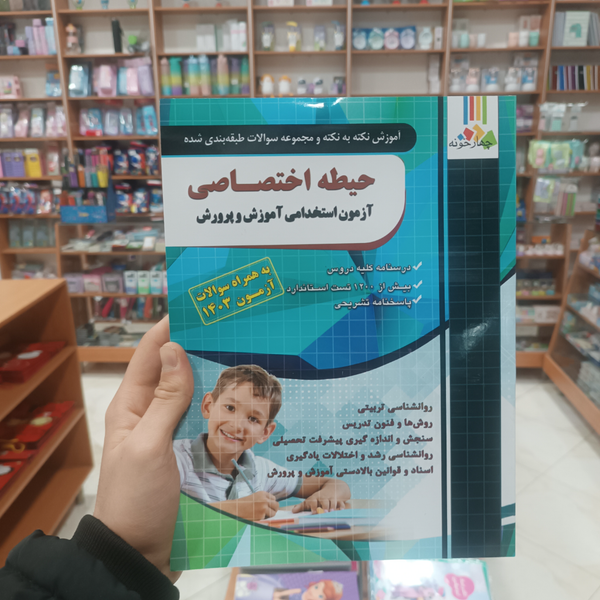 آموزش نکته به نکته و مجموعه سوالات طبقه‌بندی شده
چهارخونه
حیطه اختصاصی
آزمون استخدامی آموزش و پرورش
درسنامه کلیه دروس
بیش از ۱۲۰۰ تست استاندارد
پاسخنامه تشریحی
به همراه سوالات
آزمون ۱۴۰۳
روانشناسی تربیتی
روش‌ها و فنون تدریس
سنجش و اندازه گیری پیشرفت تحصیلی
روانشناسی رشد و اختلالات یادگیری
اسناد و قوانین بالادستی آموزش و پرورش